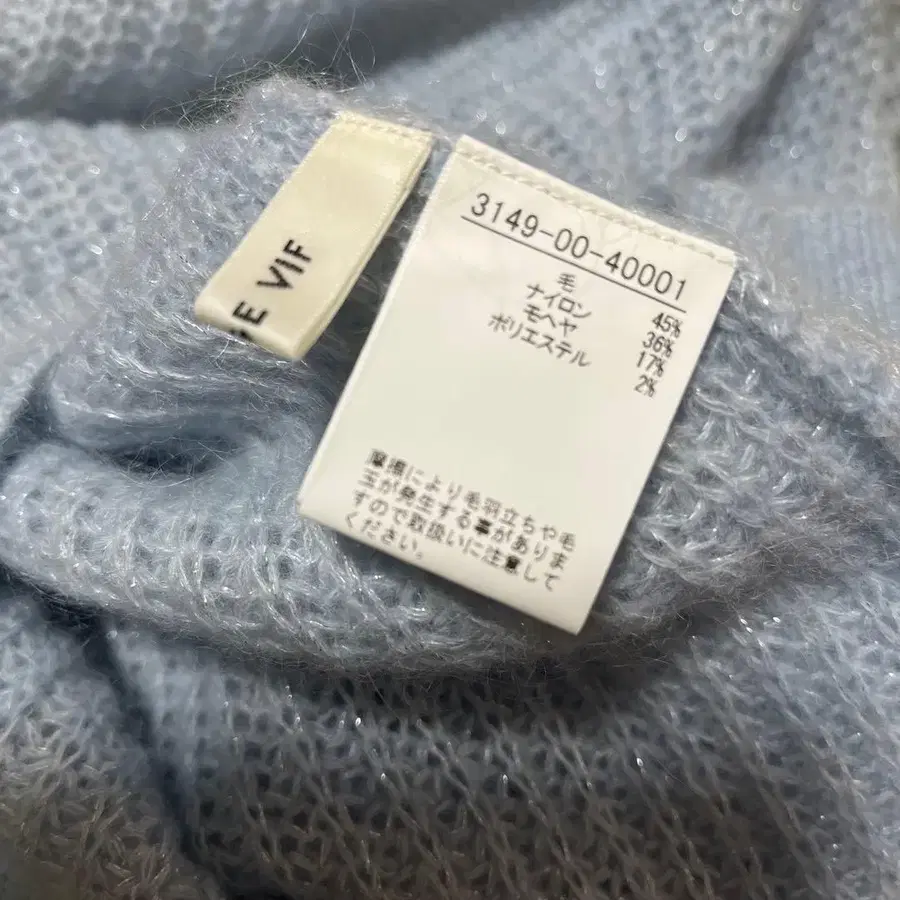 GE VIF
3149-00-40001
毛 45%
ナイロン 36%
モヘヤ 17%
ポリエステル 2%
摩擦により毛羽立ちや毛
玉が発生する事がありま
すので取扱いに注意して
ください。